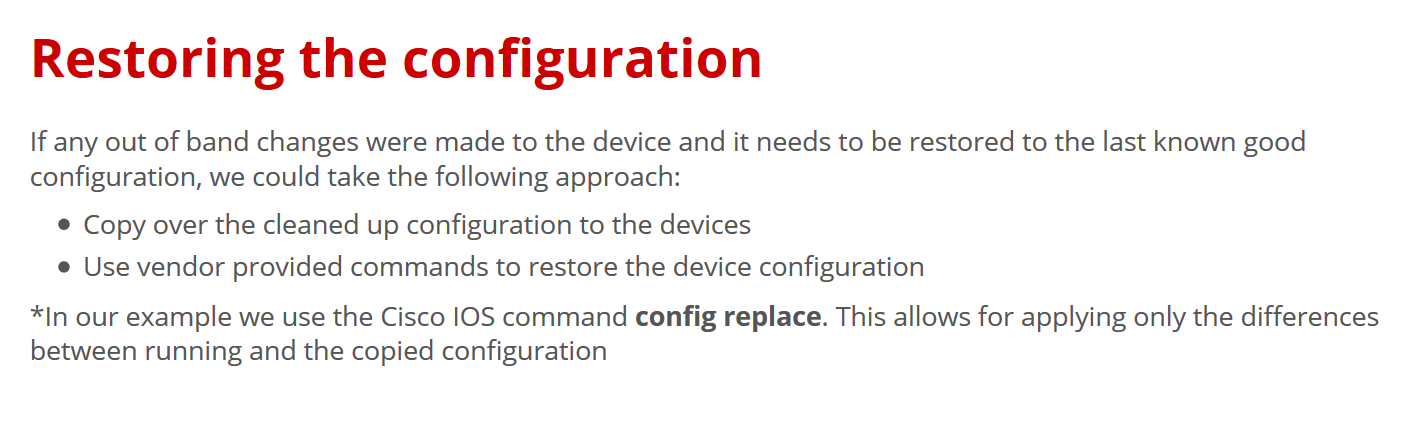 Restoring the configuration
If any out of band changes were made to the device and it needs to be restored to the last known good
configuration, we could take the following approach:
● Copy over the cleaned up configuration to the devices
● Use vendor provided commands to restore the device configuration
*In our example we use the Cisco IOS command config replace. This allows for applying only the differences
between running and the copied configuration